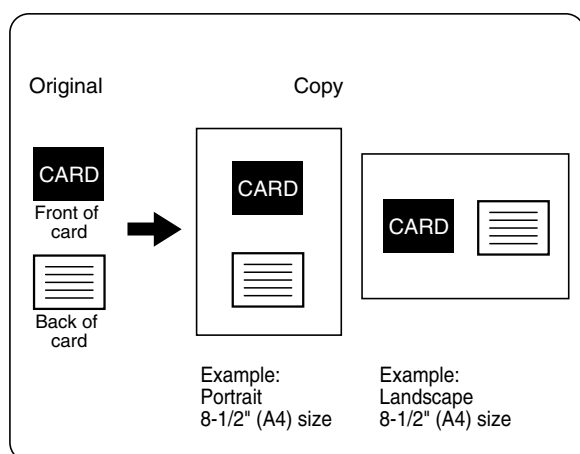 Original
Copy
CARD
Front of
card
Back of
card
CARD
CARD
Example:
Portrait
8-1/2" (A4) size
Example:
Landscape
8-1/2" (A4) size